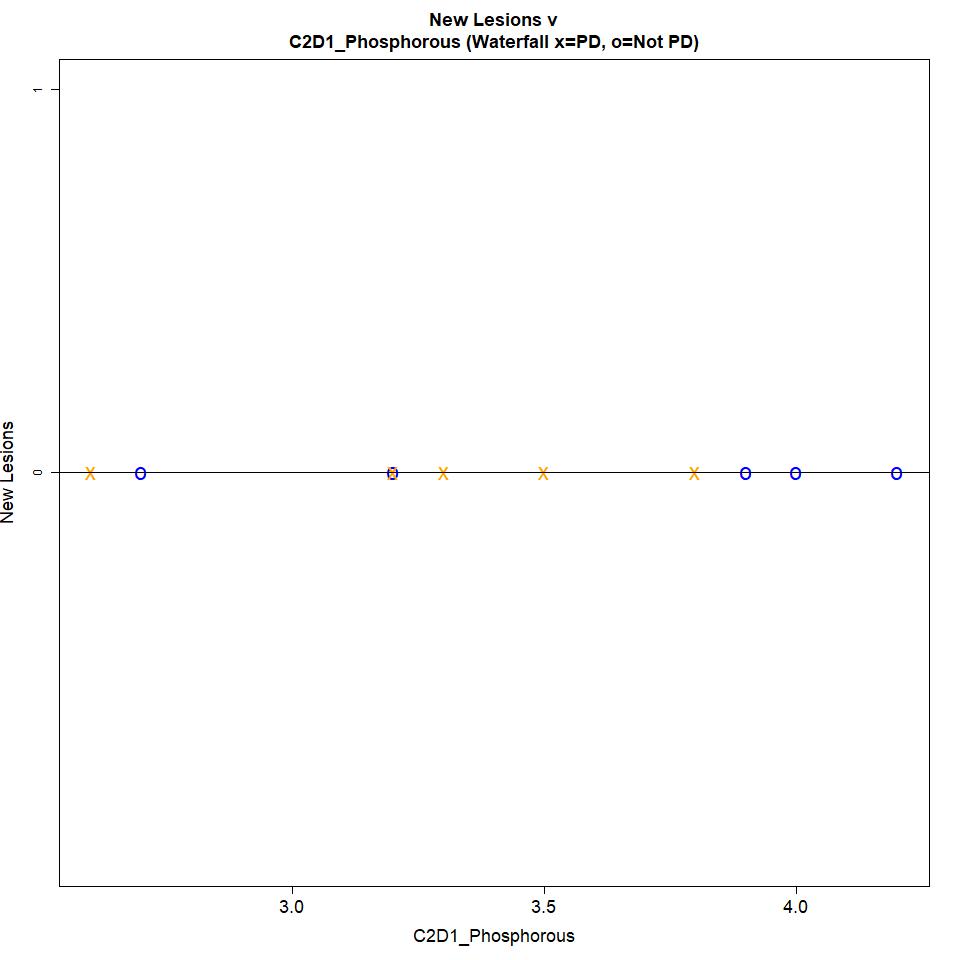 New Lesions v
C2D1_Phosphorous (Waterfall x=PD, o=Not PD)
1
New Lesions
0
x o x o x x x o o o
3.0 3.5 4.0
C2D1_Phosphorous